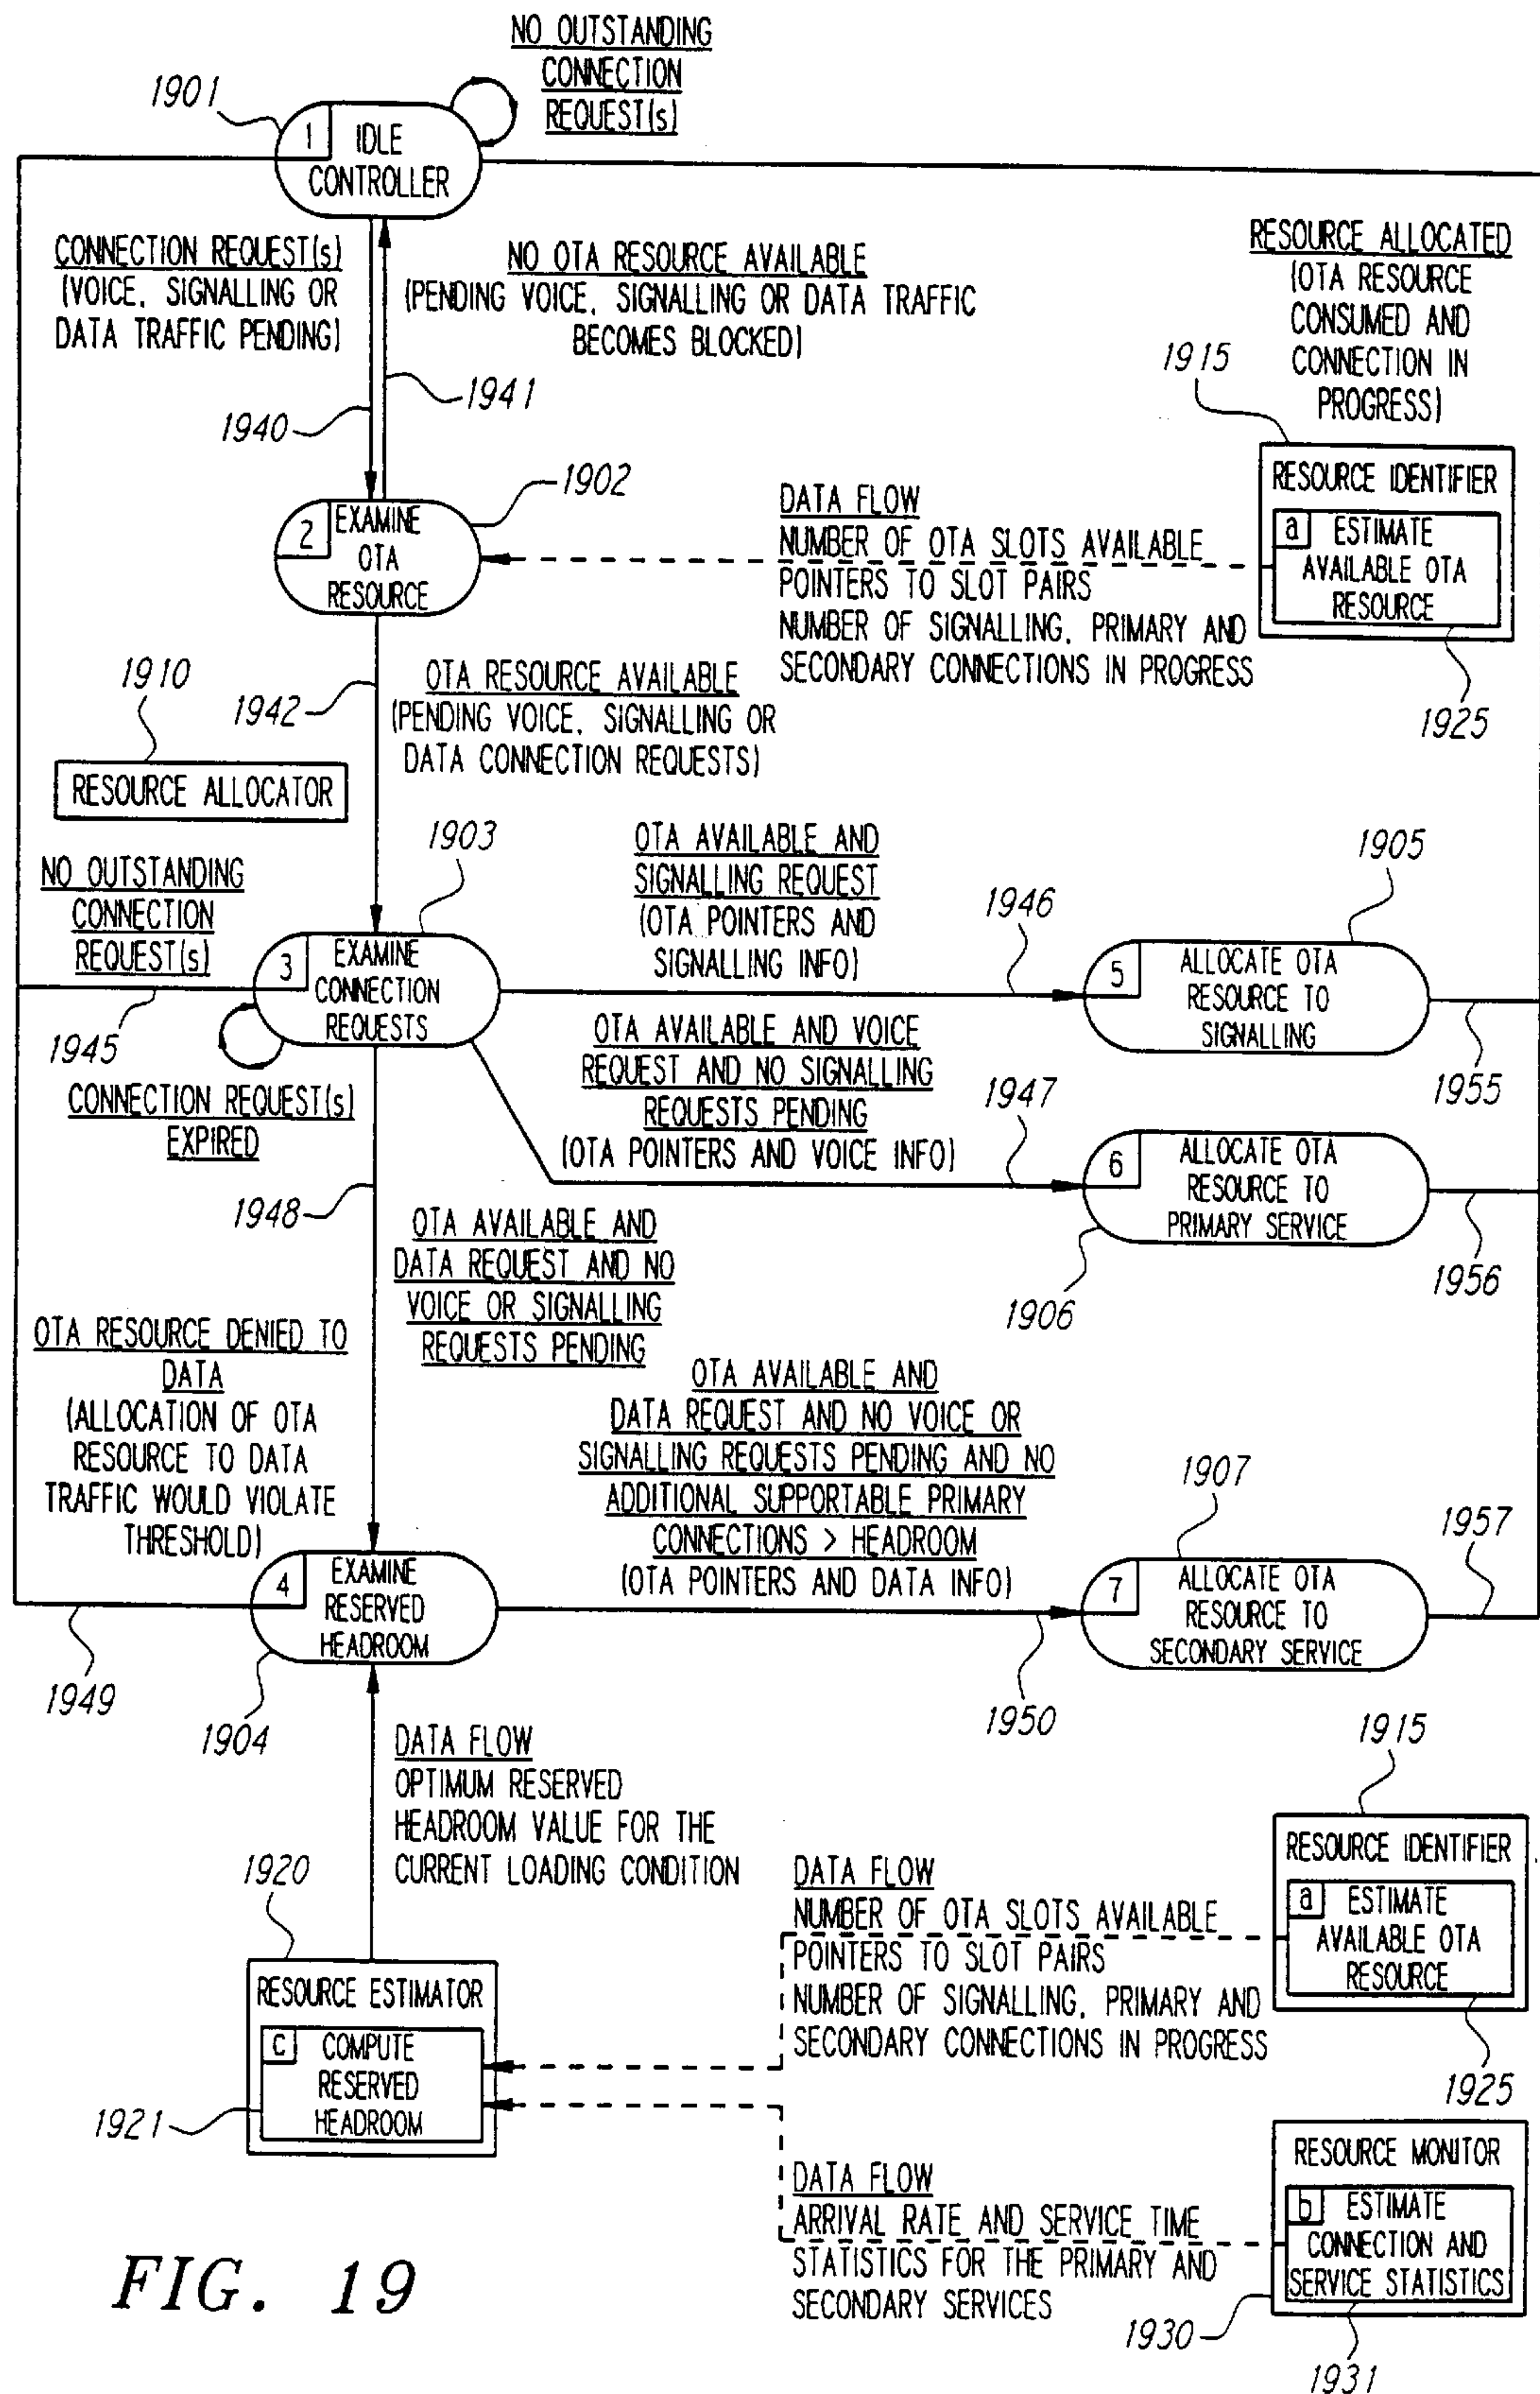 NO OUTSTANDING
CONNECTION
REQUEST(s)
1901
1 IDLE
CONTROLLER
CONNECTION REQUEST(s)
(VOICE, SIGNALLING OR
DATA TRAFFIC PENDING)
NO OTA RESOURCE AVAILABLE
(PENDING VOICE, SIGNALLING OR DATA TRAFFIC
BECOMES BLOCKED)
RESOURCE ALLOCATED
(OTA RESOURCE
CONSUMED AND
CONNECTION IN
PROGRESS)
1940
1941
1915
RESOURCE IDENTIFIER
a ESTIMATE
AVAILABLE OTA
RESOURCE
1925
1902
2 EXAMINE
OTA
RESOURCE
DATA FLOW
NUMBER OF OTA SLOTS AVAILABLE
POINTERS TO SLOT PAIRS
NUMBER OF SIGNALLING, PRIMARY AND
SECONDARY CONNECTIONS IN PROGRESS
1910
RESOURCE ALLOCATOR
1942
OTA RESOURCE AVAILABLE
(PENDING VOICE, SIGNALLING OR
DATA CONNECTION REQUESTS)
NO OUTSTANDING
CONNECTION
REQUEST(s)
1903
3 EXAMINE
CONNECTION
REQUESTS
1945
CONNECTION REQUEST(s)
EXPIRED
OTA AVAILABLE AND
SIGNALLING REQUEST
(OTA POINTERS AND
SIGNALLING INFO)
1946
1905
5 ALLOCATE OTA
RESOURCE TO
SIGNALLING
1955
OTA AVAILABLE AND VOICE
REQUEST AND NO SIGNALLING
REQUESTS PENDING
(OTA POINTERS AND VOICE INFO)
1947
6 ALLOCATE OTA
RESOURCE TO
PRIMARY SERVICE
1906
1956
1948
OTA AVAILABLE AND
DATA REQUEST AND NO
VOICE OR SIGNALLING
REQUESTS PENDING
OTA RESOURCE DENIED TO
DATA
(ALLOCATION OF OTA
RESOURCE TO DATA
TRAFFIC WOULD VIOLATE
THRESHOLD)
OTA AVAILABLE AND
DATA REQUEST AND NO VOICE OR
SIGNALLING REQUESTS PENDING AND NO
ADDITIONAL SUPPORTABLE PRIMARY
CONNECTIONS > HEADROOM
(OTA POINTERS AND DATA INFO)
1907
7 ALLOCATE OTA
RESOURCE TO
SECONDARY SERVICE
1957
4 EXAMINE
RESERVED
HEADROOM
1949
1904
1950
DATA FLOW
OPTIMUM RESERVED
HEADROOM VALUE FOR THE
CURRENT LOADING CONDITION
1920
RESOURCE ESTIMATOR
c COMPUTE
RESERVED
HEADROOM
1921
DATA FLOW
NUMBER OF OTA SLOTS AVAILABLE
POINTERS TO SLOT PAIRS
NUMBER OF SIGNALLING, PRIMARY AND
SECONDARY CONNECTIONS IN PROGRESS
1915
RESOURCE IDENTIFIER
a ESTIMATE
AVAILABLE OTA
RESOURCE
1925
DATA FLOW
ARRIVAL RATE AND SERVICE TIME
STATISTICS FOR THE PRIMARY AND
SECONDARY SERVICES
RESOURCE MONITOR
b ESTIMATE
CONNECTION AND
SERVICE STATISTICS
1930
1931
FIG. 19